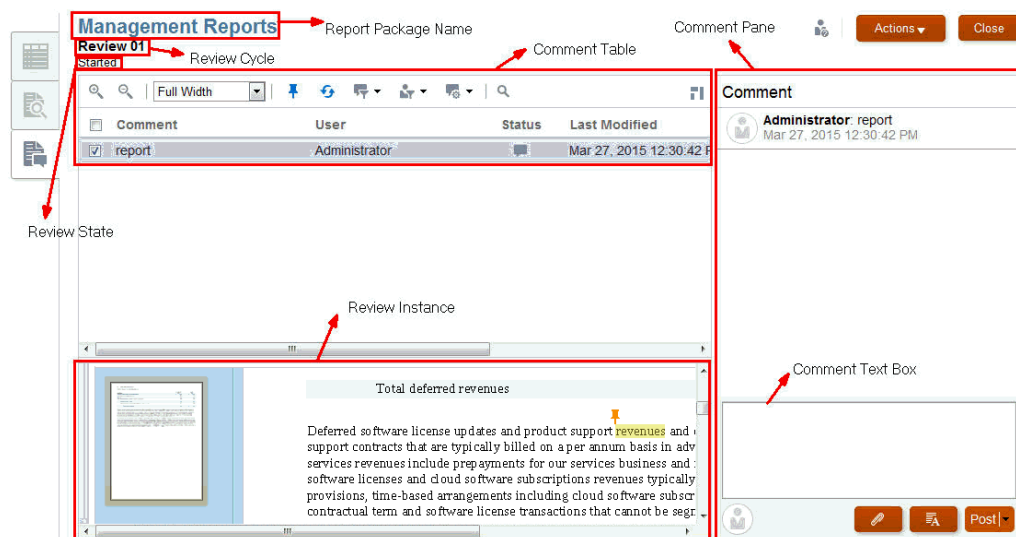 Management Reports
Report Package Name
Comment Pane
Actions
Close
Review 01
Review Cycle
Comment Table
Started
Full Width
Comment
Comment User Status Last Modified
Administrator: report
Mar 27, 2015 12:30:42 PM
report Administrator Mar 27, 2015 12:30:42 P
Review State
Review Instance
Comment Text Box
Total deferred revenues
Deferred software license updates and product support revenues and
support contracts that are typically billed on a per annum basis in adv
services revenues include prepayments for our services business and
software licenses and cloud software subscriptions revenues typically
provisions, time-based arrangements including cloud software subscr
contractual term and software license transactions that cannot be segr
Post